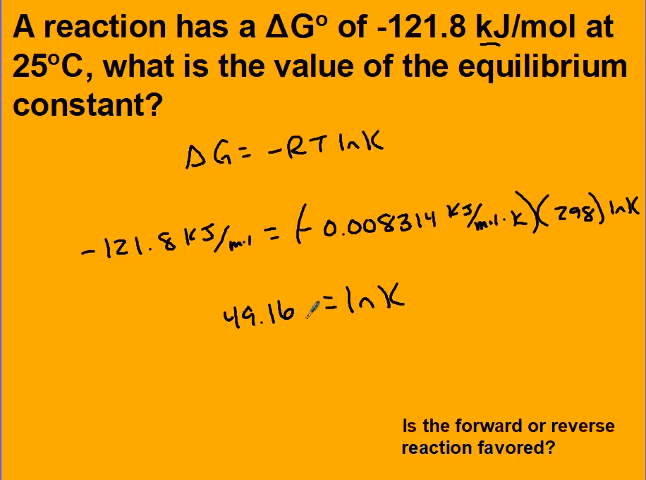 A reaction has a ΔGº of -121.8 kJ/mol at
25ºC, what is the value of the equilibrium
constant?
ΔG = -RT lnK
-121.8 KJ/mol = (-0.008314 KJ/mol·K)(298) lnK
49.16 = lnK
Is the forward or reverse
reaction favored?